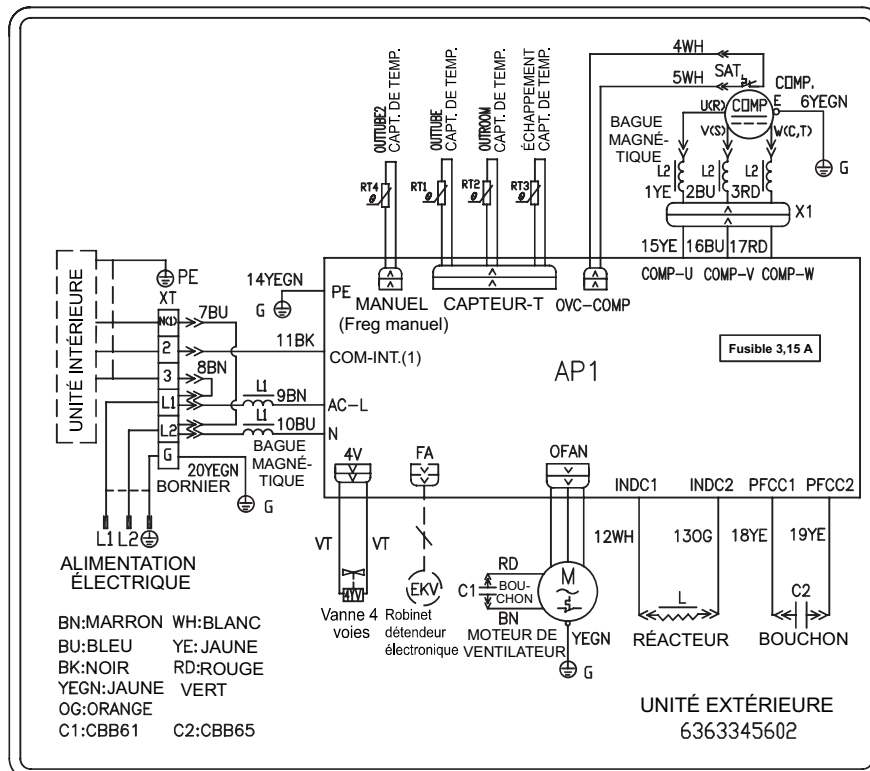 4WH
5WH
SAT.
COMP.
U(R)
COMP
E
6YEGN
V(S)
W(C,T)
G
BAGUE
MAGNÉ-
TIQUE
L2
L2
L2
1YE
2BU
3RD
X1
15YE
16BU
17RD
COMP-U
COMP-V
COMP-W
OUTTUBE2
CAPT. DE TEMP.
OUTTUBE
CAPT. DE TEMP.
OUTROOM
CAPT. DE TEMP.
ÉCHAPPEMENT
CAPT. DE TEMP.
RT4
θ
RT1
θ
RT2
θ
RT3
θ
MANUEL
(Freg manuel)
CAPTEUR-T
OVC-COMP
UNITÉ INTÉRIEURE
PE
XT
N(1)
2
3
L1
L2
G
7BU
8BN
14YEGN
G
PE
11BK
COM-INT.(1)
L1
9BN
AC-L
L1
10BU
N
BAGUE
MAGNÉ-
TIQUE
20YEGN
BORNIER
G
L1
L2
ALIMENTATION
ÉLECTRIQUE
AP1
Fusible 3,15 A
4V
FA
OFAN
INDC1
INDC2
PFCC1
PFCC2
VT
VT
4TV
Vanne 4
voies
EKV
Robinet
détendeur
électronique
RD
C1
BOU-
CHON
BN
M
MOTEUR DE
VENTILATEUR
YEGN
G
12WH
13OG
L
RÉACTEUR
18YE
19YE
C2
BOUCHON
BN:MARRON WH:BLANC
BU:BLEU YE:JAUNE
BK:NOIR RD:ROUGE
YEGN:JAUNE VERT
OG:ORANGE
C1:CBB61 C2:CBB65
UNITÉ EXTÉRIEURE
6363345602